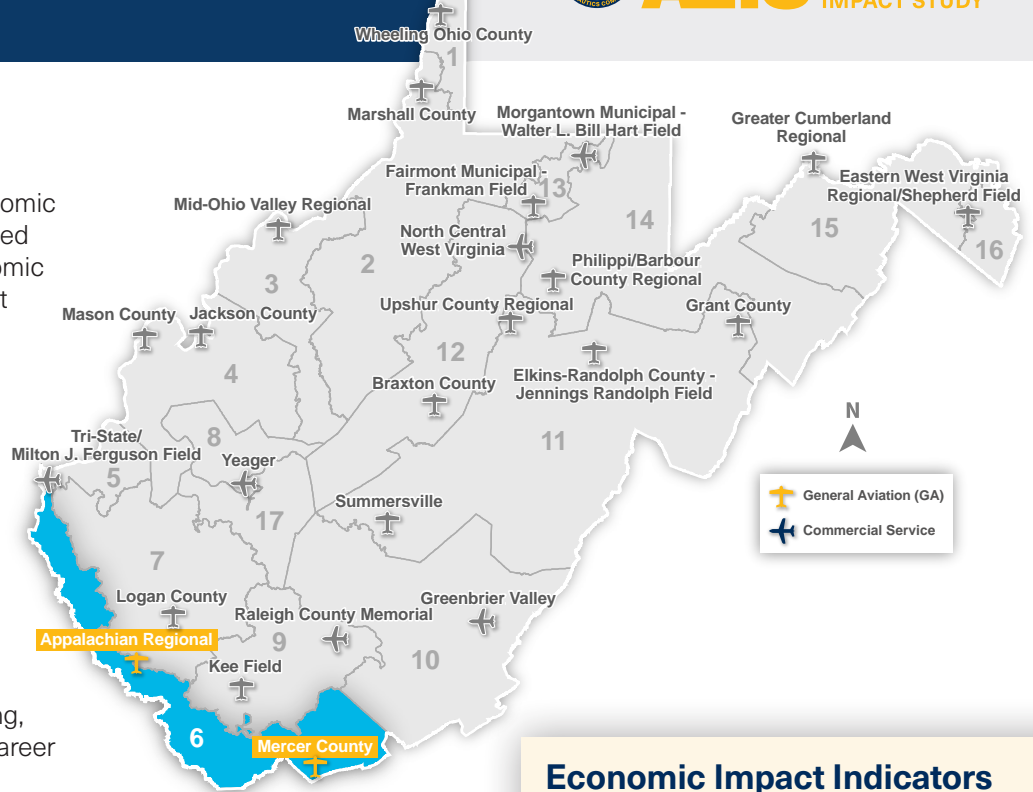 IMPACT STUDY
Wheeling Ohio County
1
Marshall County
Morgantown Municipal -
Walter L. Bill Hart Field
Greater Cumberland
Regional
Fairmont Municipal -
Frankman Field
13
Eastern West Virginia
Regional/Shepherd Field
omic
Mid-Ohio Valley Regional
14
15
ed
North Central
West Virginia
16
omic
2
Philippi/Barbour
County Regional
3
t
Mason County
Jackson County
Upshur County Regional
Grant County
12
4
Braxton County
Elkins-Randolph County -
Jennings Randolph Field
N
8
11
Tri-State/
Milton J. Ferguson Field
Yeager
5
General Aviation (GA)
Summersville
17
Commercial Service
7
Logan County
Greenbrier Valley
Raleigh County Memorial
Appalachian Regional
9
10
Kee Field
ng,
6
Mercer County
areer
Economic Impact Indicators